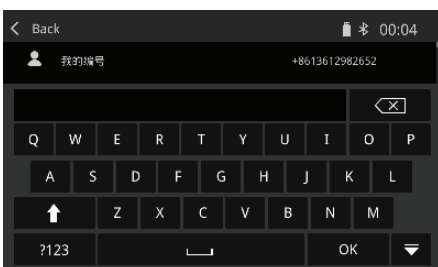 Back 00:04
我的编号 +8613612982652
Q W E R T Y U I O P
A S D F G H J K L
Z X C V B N M
?123 OK